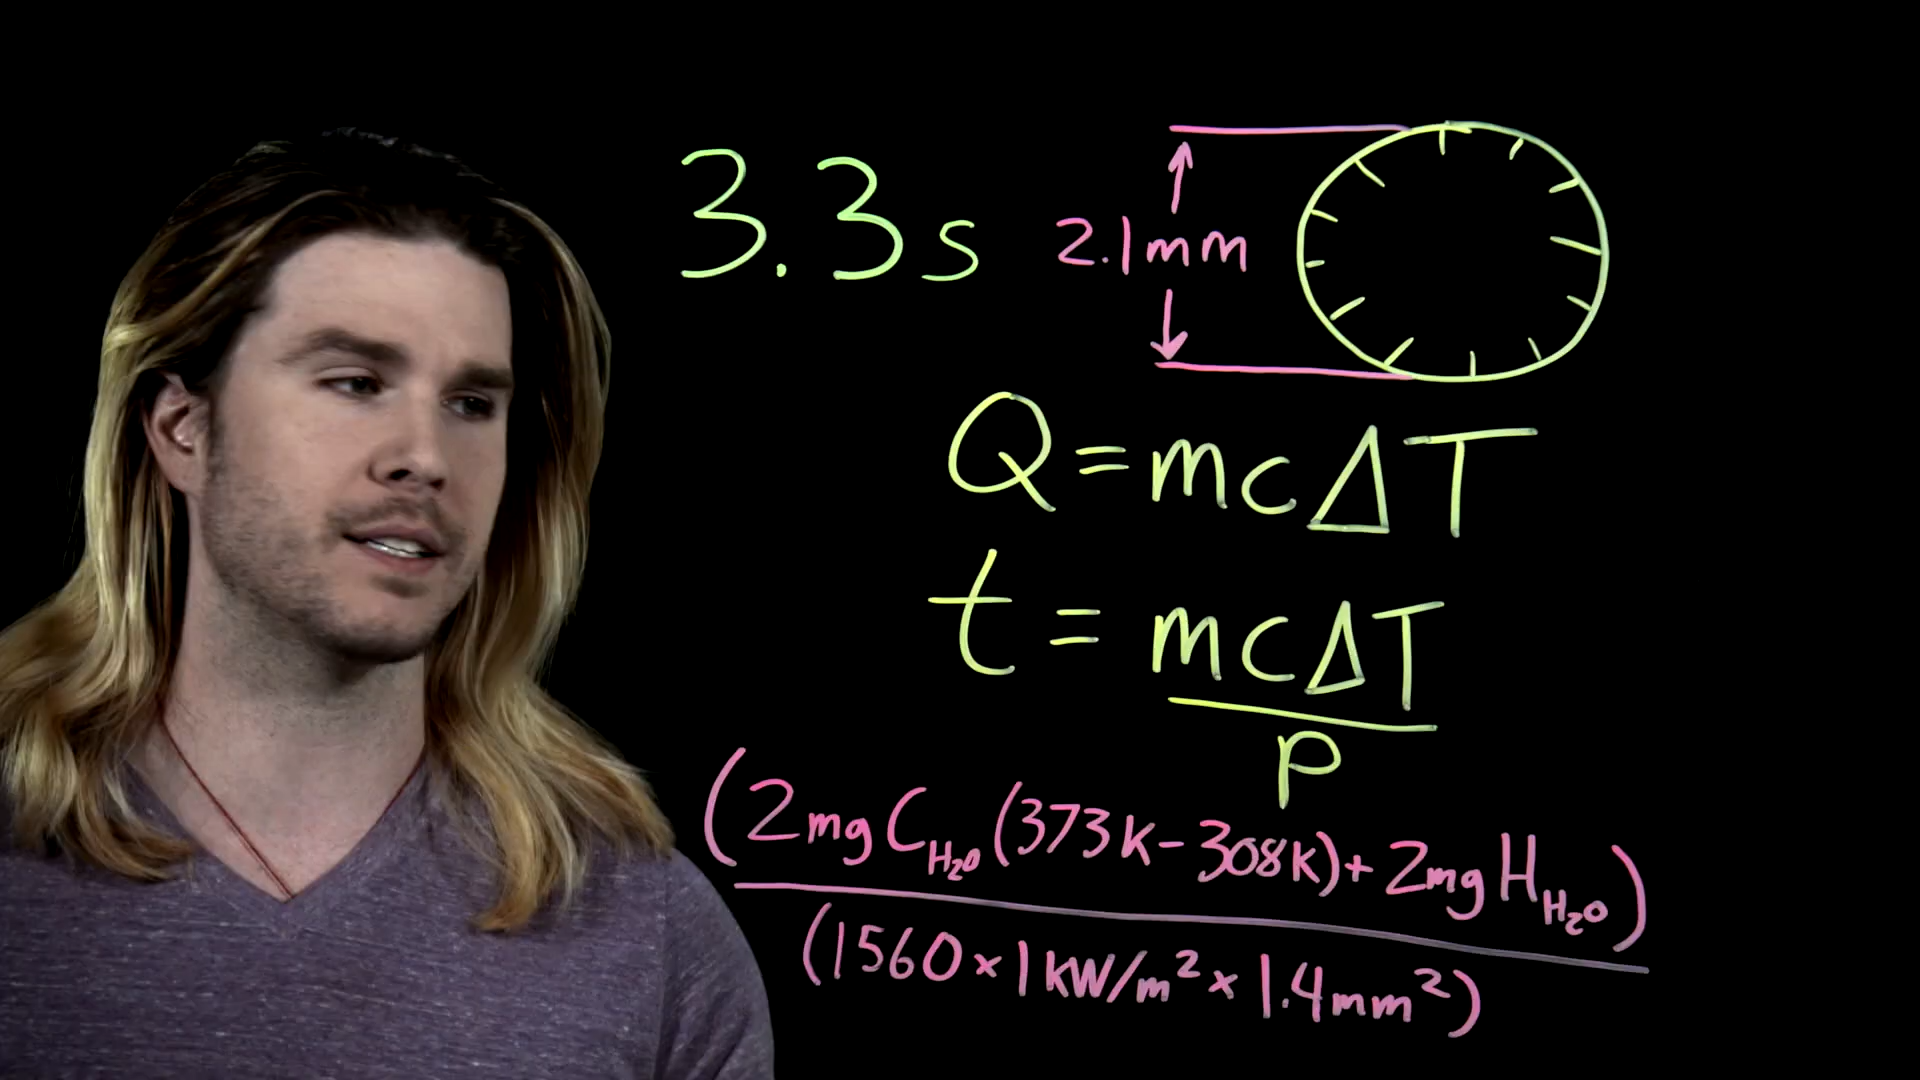 3.3s
2.1mm
Q=mcΔT
t = mcΔT
P
(2mg C_H₂O (373K-308K)+2mg H_H₂O)
(1560×1kW/m²×1.4mm²)